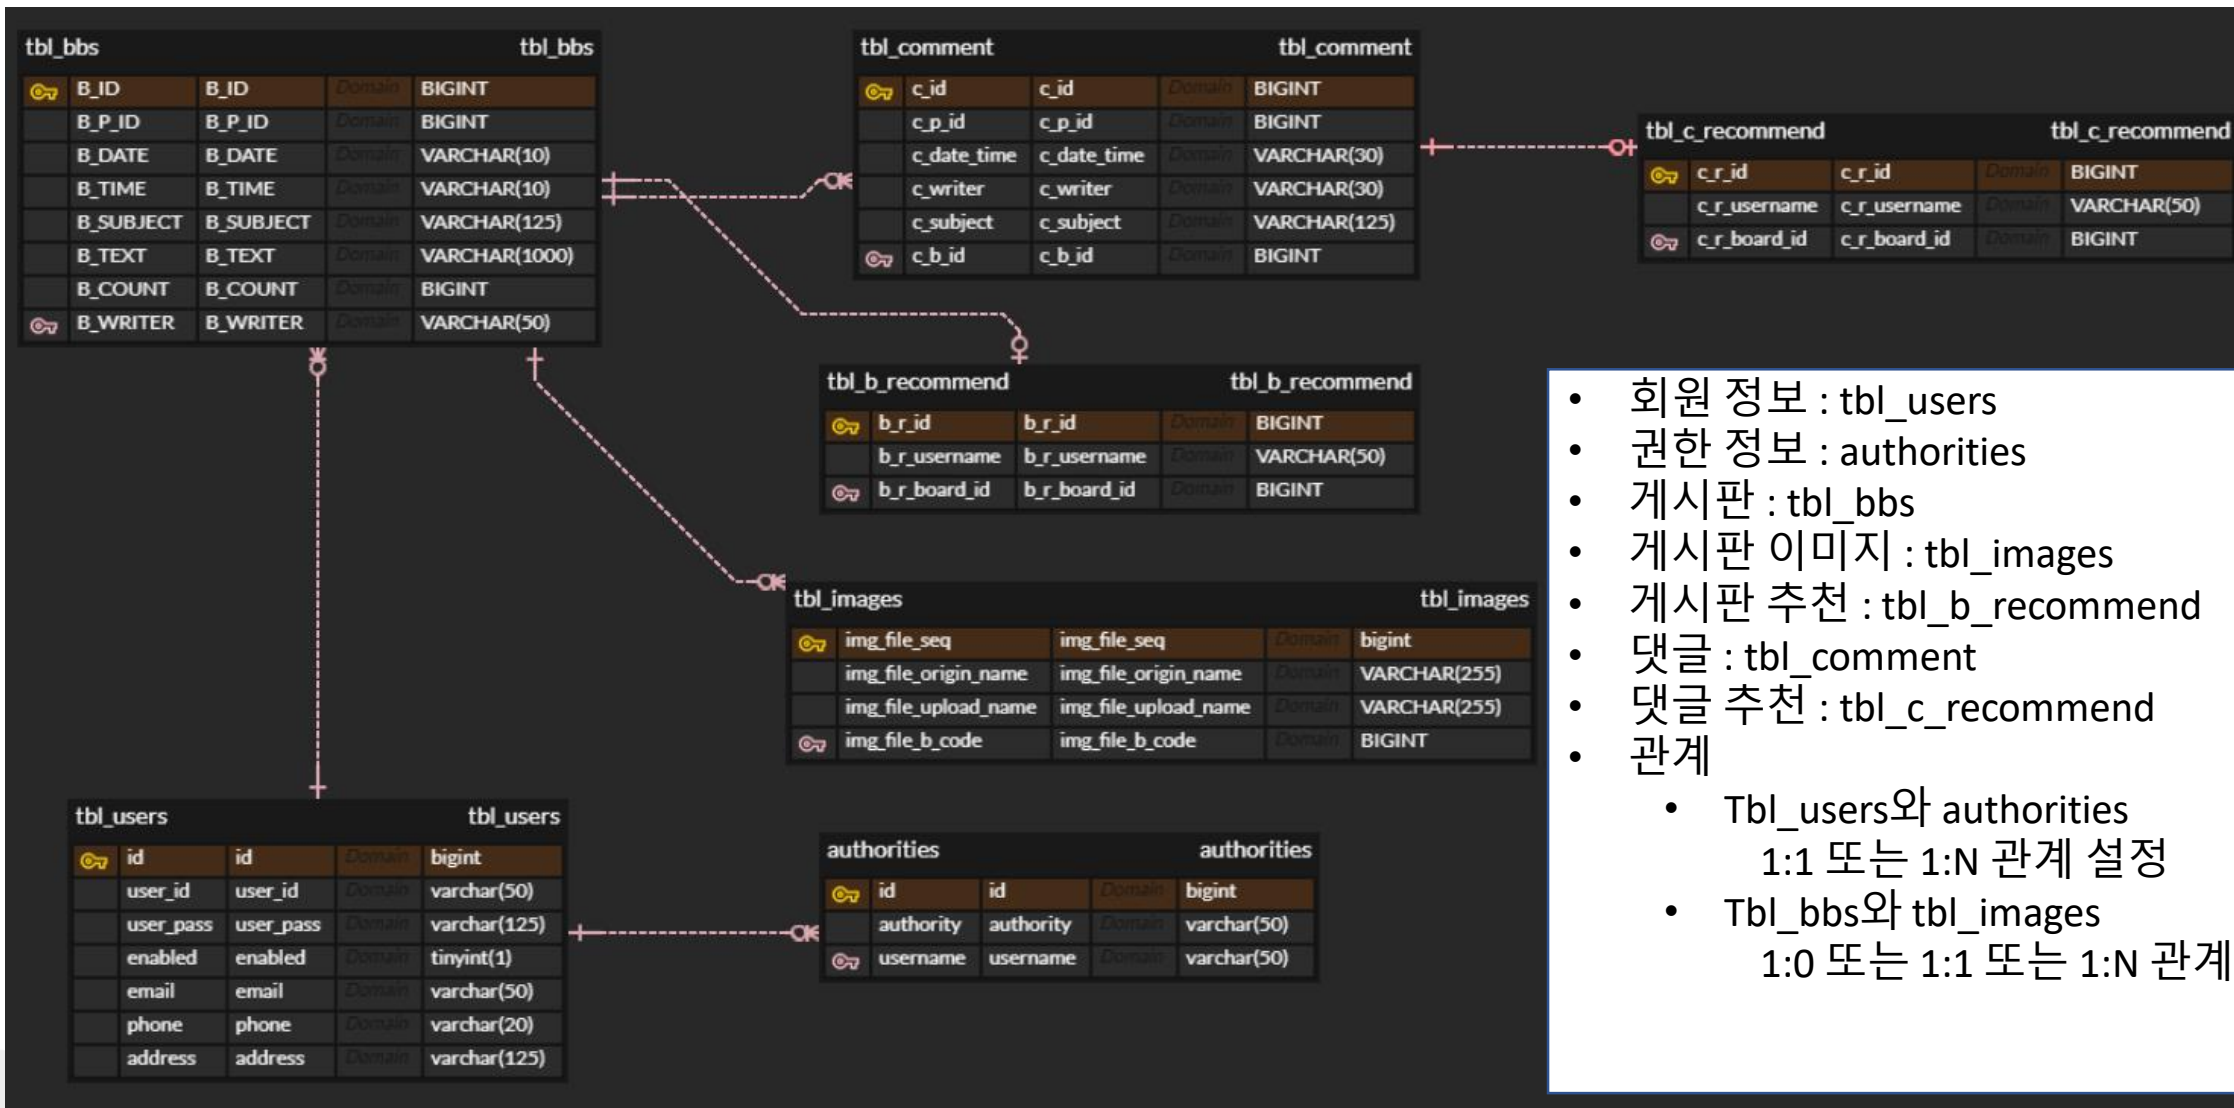 tbl_bbs tbl_bbs
B_ID B_ID Domain BIGINT
B_P_ID B_P_ID Domain BIGINT
B_DATE B_DATE Domain VARCHAR(10)
B_TIME B_TIME Domain VARCHAR(10)
B_SUBJECT B_SUBJECT Domain VARCHAR(125)
B_TEXT B_TEXT Domain VARCHAR(1000)
B_COUNT B_COUNT Domain BIGINT
B_WRITER B_WRITER Domain VARCHAR(50)
tbl_comment tbl_comment
c_id c_id Domain BIGINT
c_p_id c_p_id Domain BIGINT
c_date_time c_date_time Domain VARCHAR(30)
c_writer c_writer Domain VARCHAR(30)
c_subject c_subject Domain VARCHAR(125)
c_b_id c_b_id Domain BIGINT
tbl_c_recommend tbl_c_recommend
c_r_id c_r_id Domain BIGINT
c_r_username c_r_username Domain VARCHAR(50)
c_r_board_id c_r_board_id Domain BIGINT
tbl_b_recommend tbl_b_recommend
b_r_id b_r_id Domain BIGINT
b_r_username b_r_username Domain VARCHAR(50)
b_r_board_id b_r_board_id Domain BIGINT
tbl_images tbl_images
img_file_seq img_file_seq Domain bigint
img_file_origin_name img_file_origin_name Domain VARCHAR(255)
img_file_upload_name img_file_upload_name Domain VARCHAR(255)
img_file_b_code img_file_b_code Domain BIGINT
tbl_users tbl_users
id id Domain bigint
user_id user_id Domain varchar(50)
user_pass user_pass Domain varchar(125)
enabled enabled Domain tinyint(1)
email email Domain varchar(50)
phone phone Domain varchar(20)
address address Domain varchar(125)
authorities authorities
id id Domain bigint
authority authority Domain varchar(50)
username username Domain varchar(50)
• 회원 정보 : tbl_users
• 권한 정보 : authorities
• 게시판 : tbl_bbs
• 게시판 이미지 : tbl_images
• 게시판 추천 : tbl_b_recommend
• 댓글 : tbl_comment
• 댓글 추천 : tbl_c_recommend
• 관계
• Tbl_users와 authorities
1:1 또는 1:N 관계 설정
• Tbl_bbs와 tbl_images
1:0 또는 1:1 또는 1:N 관계